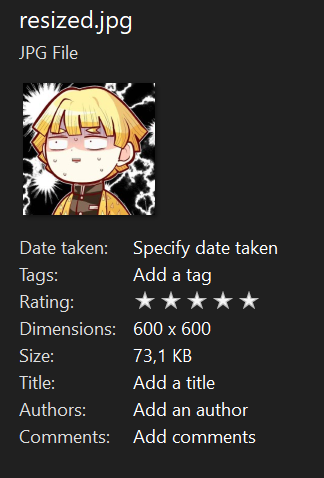 resized.jpg
JPG File
Date taken: Specify date taken
Tags: Add a tag
Rating:
Dimensions: 600 x 600
Size: 73,1 KB
Title: Add a title
Authors: Add an author
Comments: Add comments